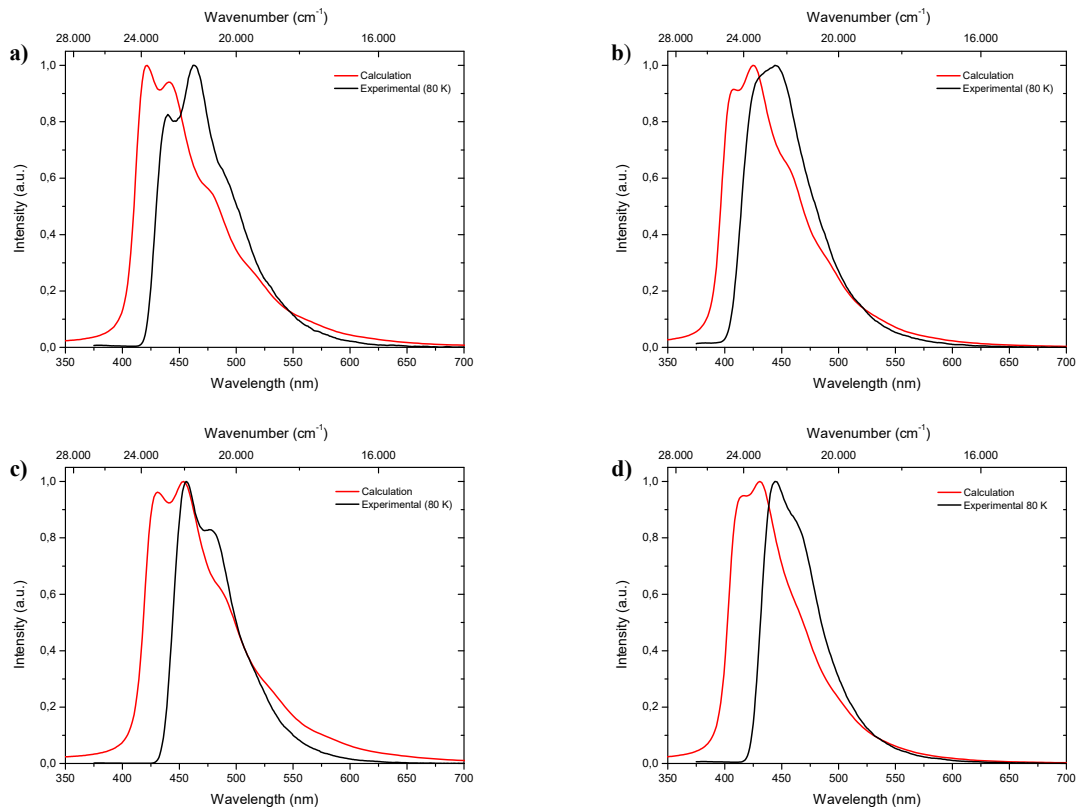 Wavenumber (cm⁻¹)
28.000 24.000 20.000 16.000
a)
1,0
0,8
0,6
0,4
0,2
0,0
Intensity (a.u.)
Calculation
Experimental (80 K)
350 400 450 500 550 600 650 700
Wavelength (nm)
Wavenumber (cm⁻¹)
28.000 24.000 20.000 16.000
b)
1,0
0,8
0,6
0,4
0,2
0,0
Intensity (a.u.)
Calculation
Experimental (80 K)
350 400 450 500 550 600 650 700
Wavelength (nm)
Wavenumber (cm⁻¹)
28.000 24.000 20.000 16.000
c)
1,0
0,8
0,6
0,4
0,2
0,0
Intensity (a.u.)
Calculation
Experimental (80 K)
350 400 450 500 550 600 650 700
Wavelength (nm)
Wavenumber (cm⁻¹)
28.000 24.000 20.000 16.000
d)
1,0
0,8
0,6
0,4
0,2
0,0
Intensity (a.u.)
Calculation
Experimental 80 K
350 400 450 500 550 600 650 700
Wavelength (nm)